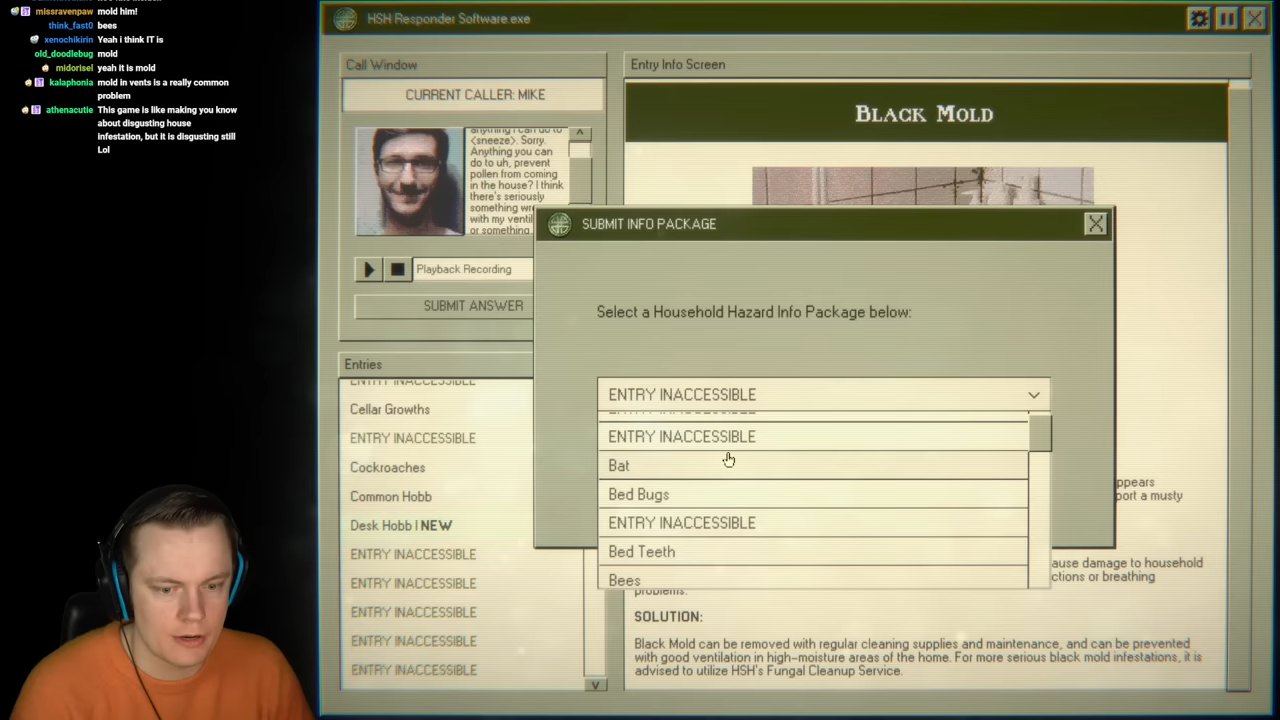 missravenpaw mold him!
think_fast0 bees
xenochikirin Yeah i think IT is
old_doodlebug mold
midorisel yeah it is mold
kalaphonia mold in vents is a really common
problem
athenacutie This game is like making you know
about disgusting house
infestation, but it is disgusting still
Lol
HSH Responder Software.exe
Call Window
CURRENT CALLER: MIKE
anything I can do to
<sneeze>. Sorry.
Anything you can
do to uh, prevent
pollen from coming
in the house? I think
there's seriously
something
with my
or something.
Playback Recording
SUBMIT ANSWER
Entries
ENTRY INACCESSIBLE
Cellar Growths
ENTRY INACCESSIBLE
Cockroaches
Common Hobb
Desk Hobb | NEW
ENTRY INACCESSIBLE
ENTRY INACCESSIBLE
ENTRY INACCESSIBLE
ENTRY INACCESSIBLE
ENTRY INACCESSIBLE
Entry Info Screen
BLACK MOLD
SUBMIT INFO PACKAGE
Select a Household Hazard Info Package below:
ENTRY INACCESSIBLE
ENTRY INACCESSIBLE
Bat
Bed Bugs
ENTRY INACCESSIBLE
Bed Teeth
Bees
a musty
cause damage to household
or breathing
problems.
SOLUTION:
Black Mold can be removed with regular cleaning supplies and maintenance, and can be prevented
with good ventilation in high-moisture areas of the home. For more serious black mold infestations, it is
advised to utilize HSH's Fungal Cleanup Service.